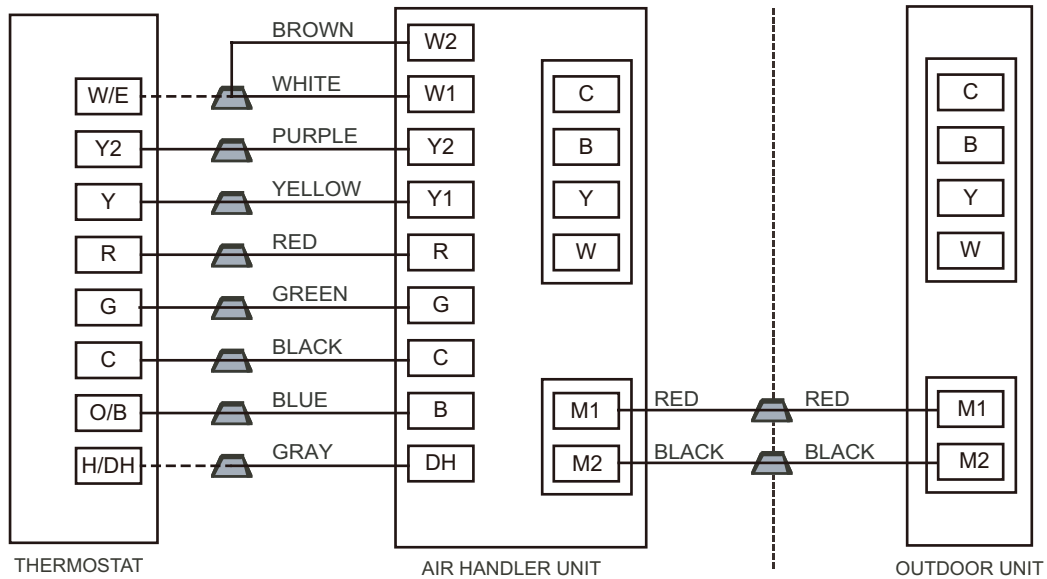 BROWN
W2
W/E
WHITE
W1
C
C
Y2
PURPLE
Y2
B
B
Y
YELLOW
Y1
Y
Y
R
RED
R
W
W
G
GREEN
G
C
BLACK
C
O/B
BLUE
B
M1
RED
RED
M1
H/DH
GRAY
DH
M2
BLACK
BLACK
M2
THERMOSTAT
AIR HANDLER UNIT
OUTDOOR UNIT